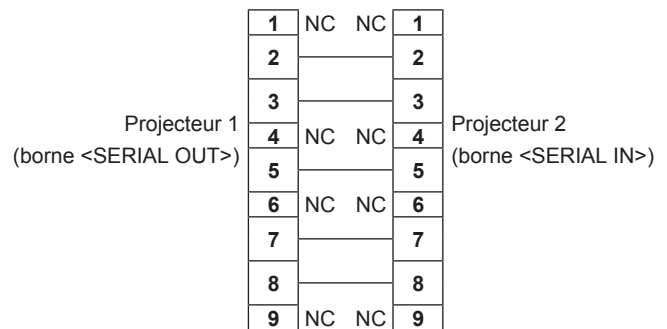 1 NC NC 1
2 2
3 3
Projecteur 1
(borne <SERIAL OUT>)
4 NC NC 4
Projecteur 2
(borne <SERIAL IN>)
5 5
6 NC NC 6
7 7
8 8
9 NC NC 9